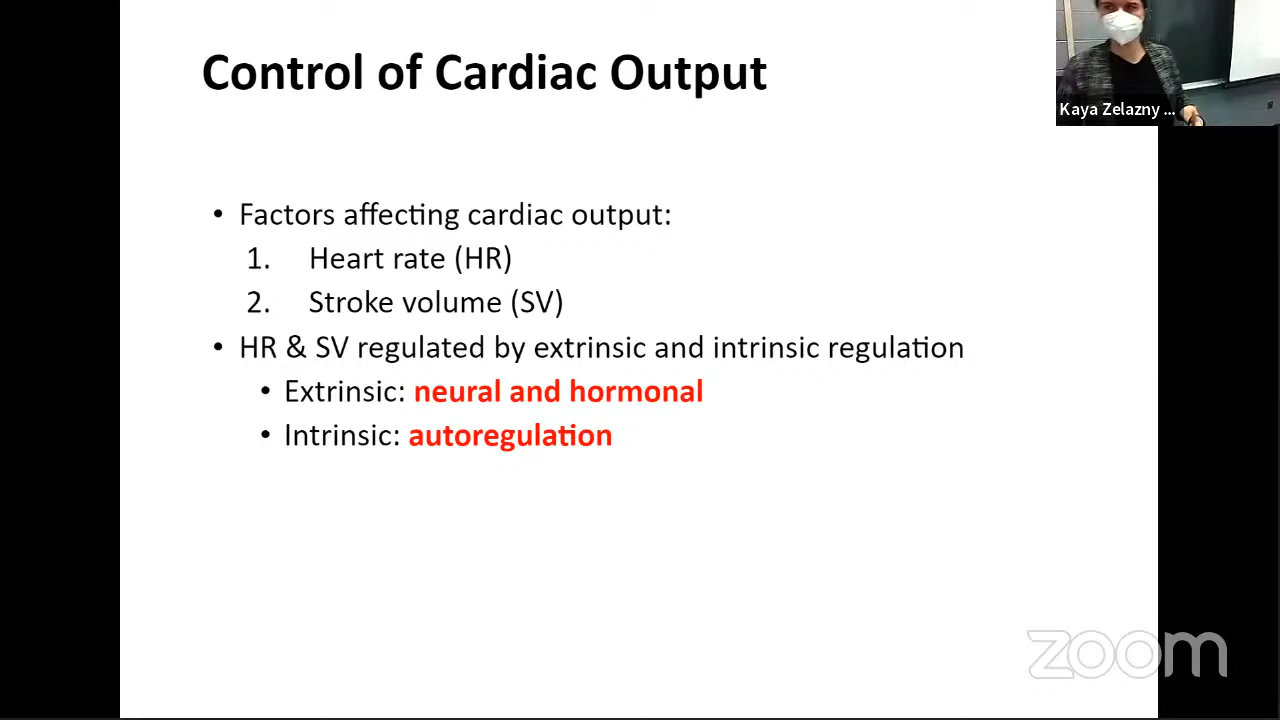 Control of Cardiac Output
Kaya Zelazny ...
• Factors affecting cardiac output:
1. Heart rate (HR)
2. Stroke volume (SV)
• HR & SV regulated by extrinsic and intrinsic regulation
• Extrinsic: neural and hormonal
• Intrinsic: autoregulation
zoom